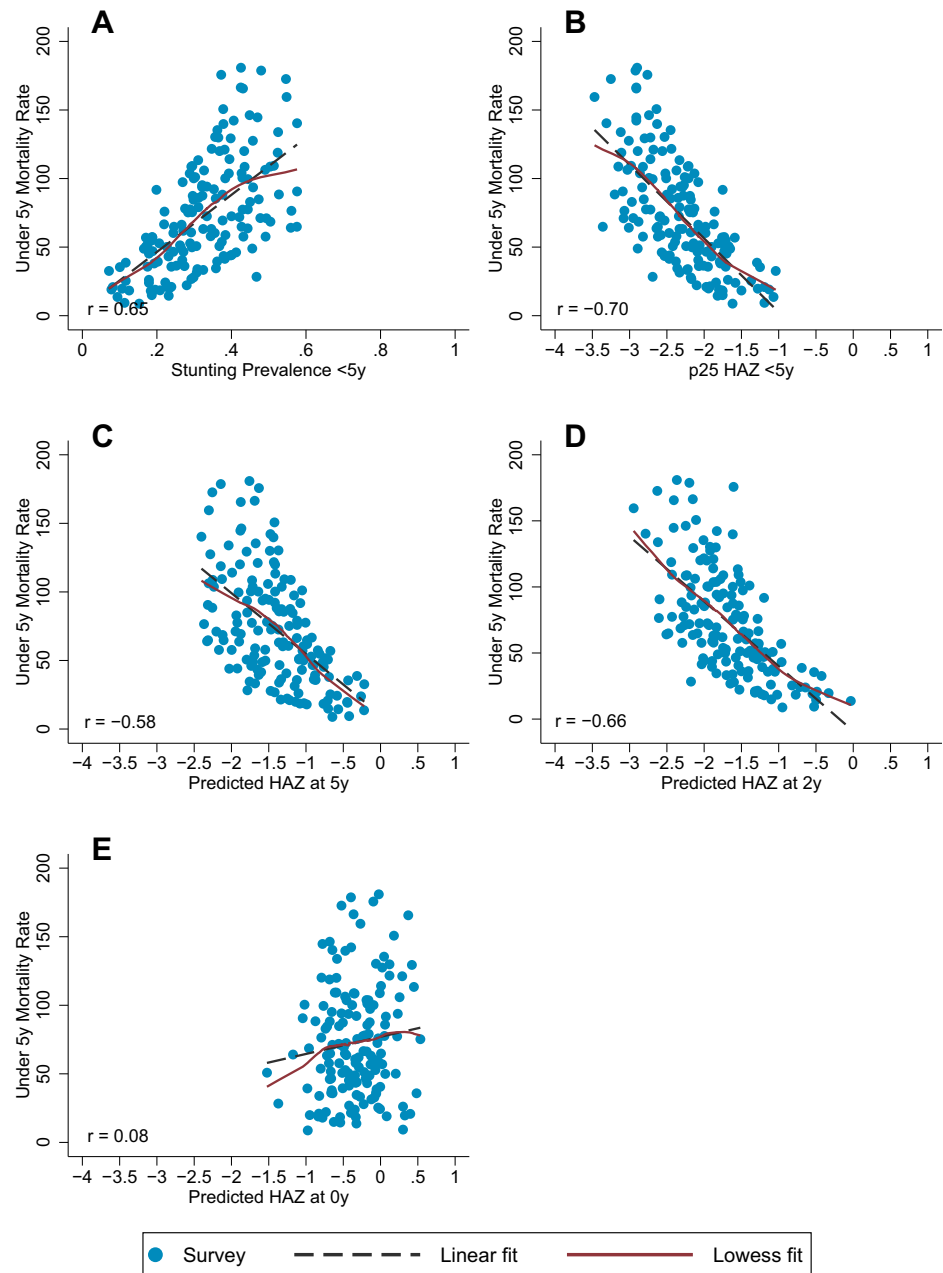 A
Under 5y Mortality Rate
200
150
100
50
0
r = 0.65
0 .2 .4 .6 .8 1
Stunting Prevalence <5y
B
Under 5y Mortality Rate
200
150
100
50
0
r = −0.70
−4 −3.5 −3 −2.5 −2 −1.5 −1 −.5 0 .5 1
p25 HAZ <5y
C
Under 5y Mortality Rate
200
150
100
50
0
r = −0.58
−4 −3.5 −3 −2.5 −2 −1.5 −1 −.5 0 .5 1
Predicted HAZ at 5y
D
Under 5y Mortality Rate
200
150
100
50
0
r = −0.66
−4 −3.5 −3 −2.5 −2 −1.5 −1 −.5 0 .5 1
Predicted HAZ at 2y
E
Under 5y Mortality Rate
200
150
100
50
0
r = 0.08
−4 −3.5 −3 −2.5 −2 −1.5 −1 −.5 0 .5 1
Predicted HAZ at 0y
Survey Linear fit Lowess fit